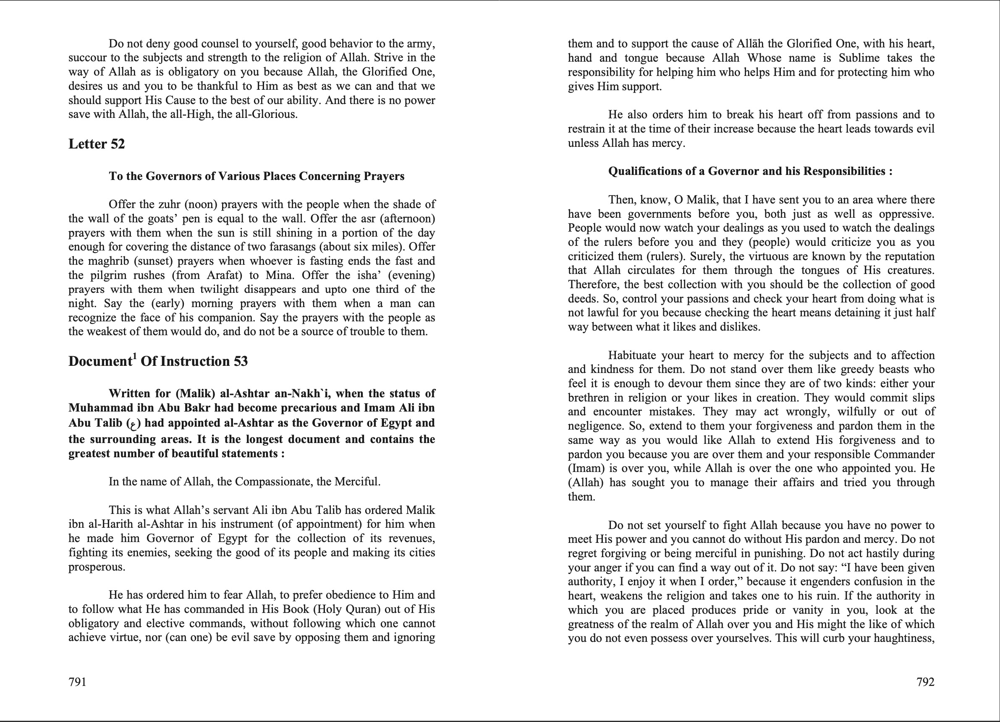 Do not deny good counsel to yourself, good behavior to the army,
succour to the subjects and strength to the religion of Allah. Strive in the
way of Allah as is obligatory on you because Allah, the Glorified One,
desires us and you to be thankful to Him as best as we can and that we
should support His Cause to the best of our ability. And there is no power
save with Allah, the all-High, the all-Glorious.
Letter 52
To the Governors of Various Places Concerning Prayers
Offer the zuhr (noon) prayers with the people when the shade of
the wall of the goats’ pen is equal to the wall. Offer the asr (afternoon)
prayers with them when the sun is still shining in a portion of the day
enough for covering the distance of two farasangs (about six miles). Offer
the maghrib (sunset) prayers when whoever is fasting ends the fast and
the pilgrim rushes (from Arafat) to Mina. Offer the isha’ (evening)
prayers with them when twilight disappears and upto one third of the
night. Say the (early) morning prayers with them when a man can
recognize the face of his companion. Say the prayers with the people as
the weakest of them would do, and do not be a source of trouble to them.
Document¹ Of Instruction 53
Written for (Malik) al-Ashtar an-Nakh`i, when the status of
Muhammad ibn Abu Bakr had become precarious and Imam Ali ibn
Abu Talib (ع) had appointed al-Ashtar as the Governor of Egypt and
the surrounding areas. It is the longest document and contains the
greatest number of beautiful statements :
In the name of Allah, the Compassionate, the Merciful.
This is what Allah’s servant Ali ibn Abu Talib has ordered Malik
ibn al-Harith al-Ashtar in his instrument (of appointment) for him when
he made him Governor of Egypt for the collection of its revenues,
fighting its enemies, seeking the good of its people and making its cities
prosperous.
He has ordered him to fear Allah, to prefer obedience to Him and
to follow what He has commanded in His Book (Holy Quran) out of His
obligatory and elective commands, without following which one cannot
achieve virtue, nor (can one) be evil save by opposing them and ignoring
791
them and to support the cause of Allāh the Glorified One, with his heart,
hand and tongue because Allah Whose name is Sublime takes the
responsibility for helping him who helps Him and for protecting him who
gives Him support.
He also orders him to break his heart off from passions and to
restrain it at the time of their increase because the heart leads towards evil
unless Allah has mercy.
Qualifications of a Governor and his Responsibilities :
Then, know, O Malik, that I have sent you to an area where there
have been governments before you, both just as well as oppressive.
People would now watch your dealings as you used to watch the dealings
of the rulers before you and they (people) would criticize you as you
criticized them (rulers). Surely, the virtuous are known by the reputation
that Allah circulates for them through the tongues of His creatures.
Therefore, the best collection with you should be the collection of good
deeds. So, control your passions and check your heart from doing what is
not lawful for you because checking the heart means detaining it just half
way between what it likes and dislikes.
Habituate your heart to mercy for the subjects and to affection
and kindness for them. Do not stand over them like greedy beasts who
feel it is enough to devour them since they are of two kinds: either your
brethren in religion or your likes in creation. They would commit slips
and encounter mistakes. They may act wrongly, wilfully or out of
negligence. So, extend to them your forgiveness and pardon them in the
same way as you would like Allah to extend His forgiveness and to
pardon you because you are over them and your responsible Commander
(Imam) is over you, while Allah is over the one who appointed you. He
(Allah) has sought you to manage their affairs and tried you through
them.
Do not set yourself to fight Allah because you have no power to
meet His power and you cannot do without His pardon and mercy. Do not
regret forgiving or being merciful in punishing. Do not act hastily during
your anger if you can find a way out of it. Do not say: “I have been given
authority, I enjoy it when I order,” because it engenders confusion in the
heart, weakens the religion and takes one to his ruin. If the authority in
which you are placed produces pride or vanity in you, look at the
greatness of the realm of Allah over you and His might the like of which
you do not even possess over yourselves. This will curb your haughtiness,
792